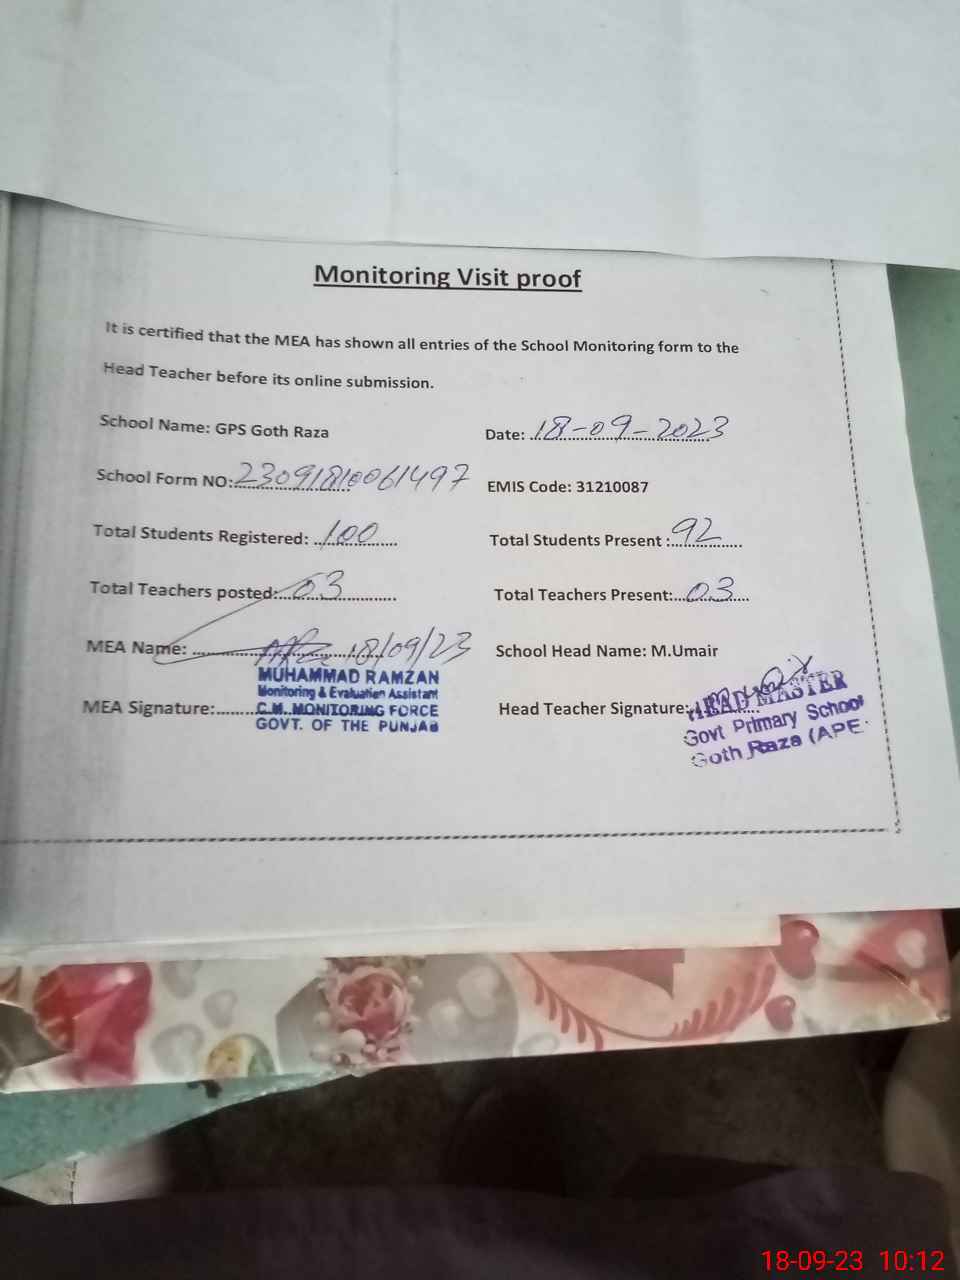 Monitoring Visit proof
It is certified that the MEA has shown all entries of the School Monitoring form to the
Head Teacher before its online submission.
School Name: GPS Goth Raza Date: 18-09-2023
School Form NO: 23091810061497 EMIS Code: 31210087
Total Students Registered: 100 Total Students Present : 92
Total Teachers posted: 03 Total Teachers Present: 03
MEA Name: 18/09/23 School Head Name: M.Umair
MUHAMMAD RAMZAN
Monitoring & Evaluation Assistant
MEA Signature: C.M. MONITORING FORCE Head Teacher Signature:
GOVT. OF THE PUNJAB
HEAD MASTER
Govt Primary School
Goth Raza (APE
18-09-23 10:12